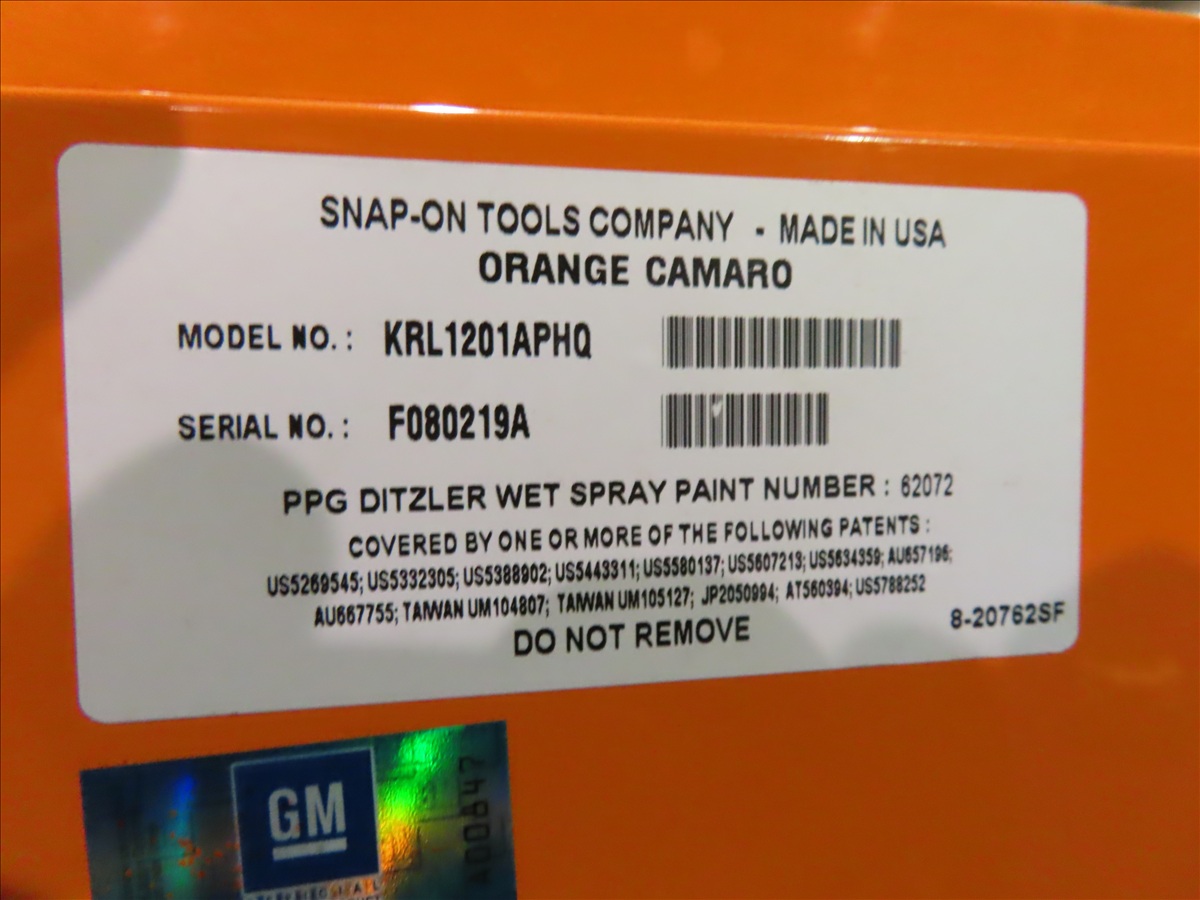 SNAP-ON TOOLS COMPANY - MADE IN USA
ORANGE CAMARO
MODEL NO.: KRL1201APHQ
SERIAL NO.: F080219A
PPG DITZLER WET SPRAY PAINT NUMBER: 62072
COVERED BY ONE OR MORE OF THE FOLLOWING PATENTS:
US5269545; US5332305; US5388902; US5443311; US5580137; US5607213; US5634359; AU657196;
AU667755; TAIWAN UM104807; TAIWAN UM105127; JP2050994; AT560394; US5788252
DO NOT REMOVE
8-20762SF
GM